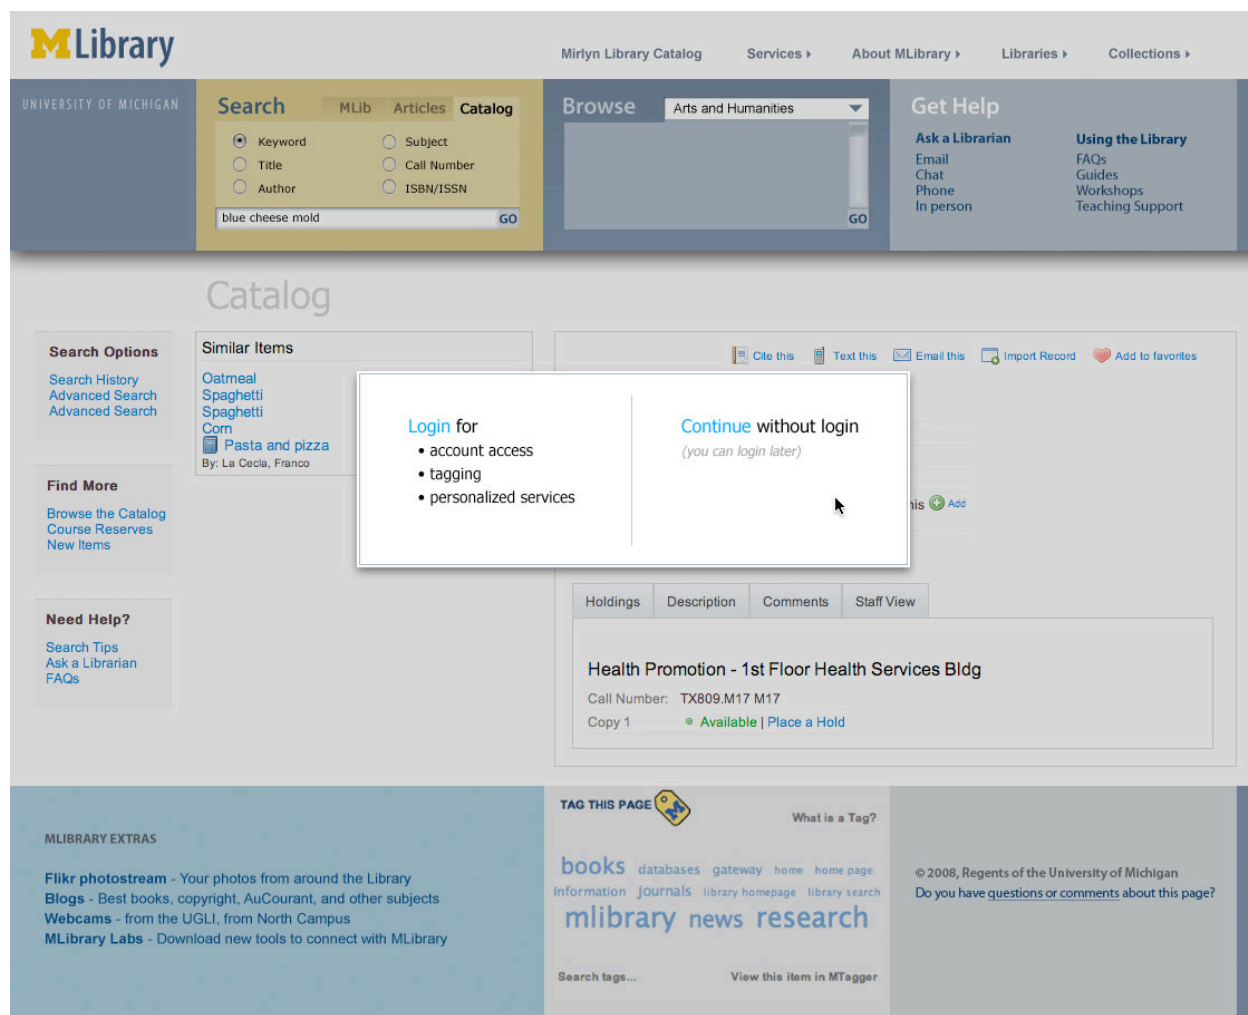 MLibrary
Mirlyn Library Catalog
Services
About MLibrary
Libraries
Collections
UNIVERSITY OF MICHIGAN
Search
MLib
Articles
Catalog
Keyword
Subject
Title
Call Number
Author
ISBN/ISSN
blue cheese mold
GO
Browse
Arts and Humanities
GO
Get Help
Ask a Librarian
Email
Chat
Phone
In person
Using the Library
FAQs
Guides
Workshops
Teaching Support
Catalog
Search Options
Search History
Advanced Search
Advanced Search
Find More
Browse the Catalog
Course Reserves
New Items
Need Help?
Search Tips
Ask a Librarian
FAQs
Similar Items
Oatmeal
Spaghetti
Spaghetti
Corn
Pasta and pizza
By: La Cecla, Franco
Cite this
Text this
Email this
Import Record
Add to favorites
Login for
• account access
• tagging
• personalized services
Continue without login
(you can login later)
Add
Holdings
Description
Comments
Staff View
Health Promotion - 1st Floor Health Services Bldg
Call Number: TX809.M17 M17
Copy 1 Available | Place a Hold
MLIBRARY EXTRAS
Flikr photostream - Your photos from around the Library
Blogs - Best books, copyright, AuCourant, and other subjects
Webcams - from the UGLI, from North Campus
MLibrary Labs - Download new tools to connect with MLibrary
TAG THIS PAGE
What is a Tag?
books databases gateway home home page
information journals library homepage library search
mlibrary news research
Search tags...
View this item in MTagger
© 2008, Regents of the University of Michigan
Do you have questions or comments about this page?